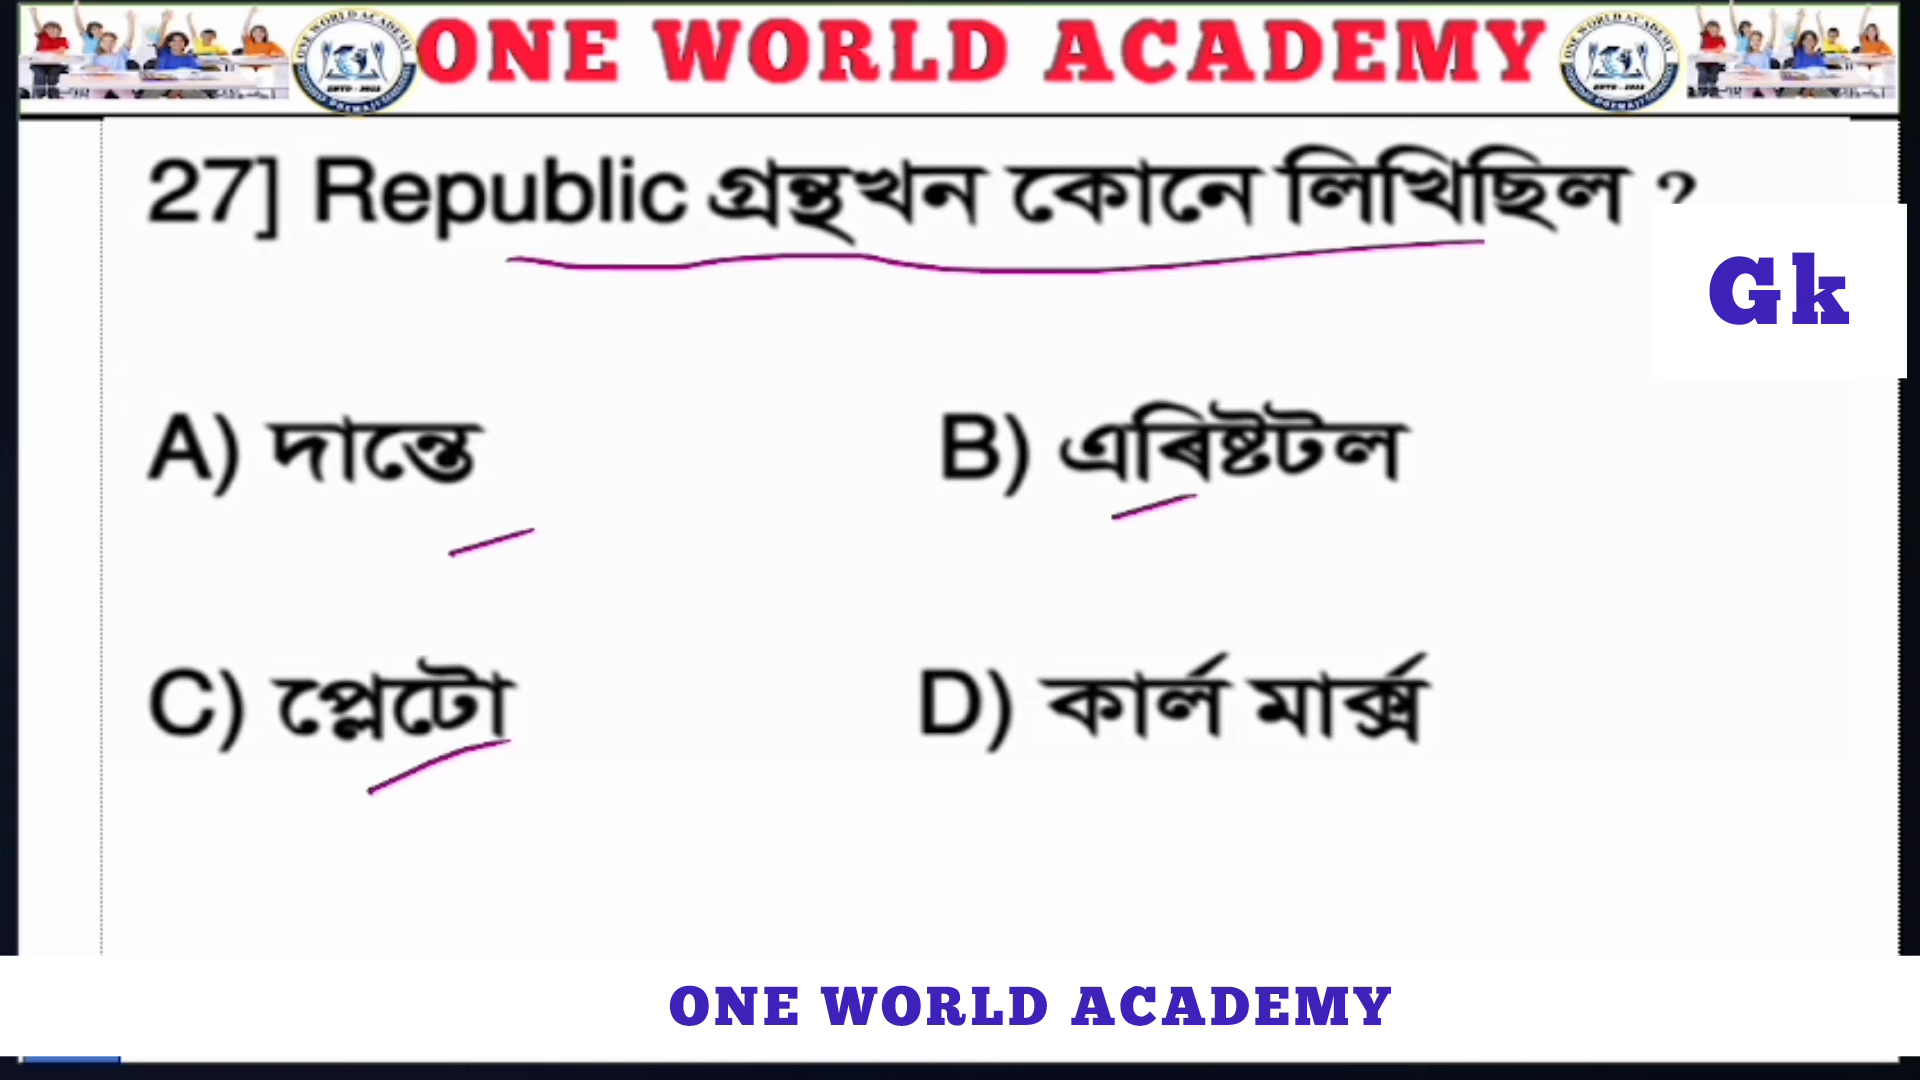 ONE WORLD ACADEMY
27] Republic গ্ৰন্থখন কোনে লিখিছিল ?
Gk
A) দান্তে
B) এৰিষ্টটল
C) প্লেটো
D) কাৰ্ল মাৰ্ক্স
ONE WORLD ACADEMY